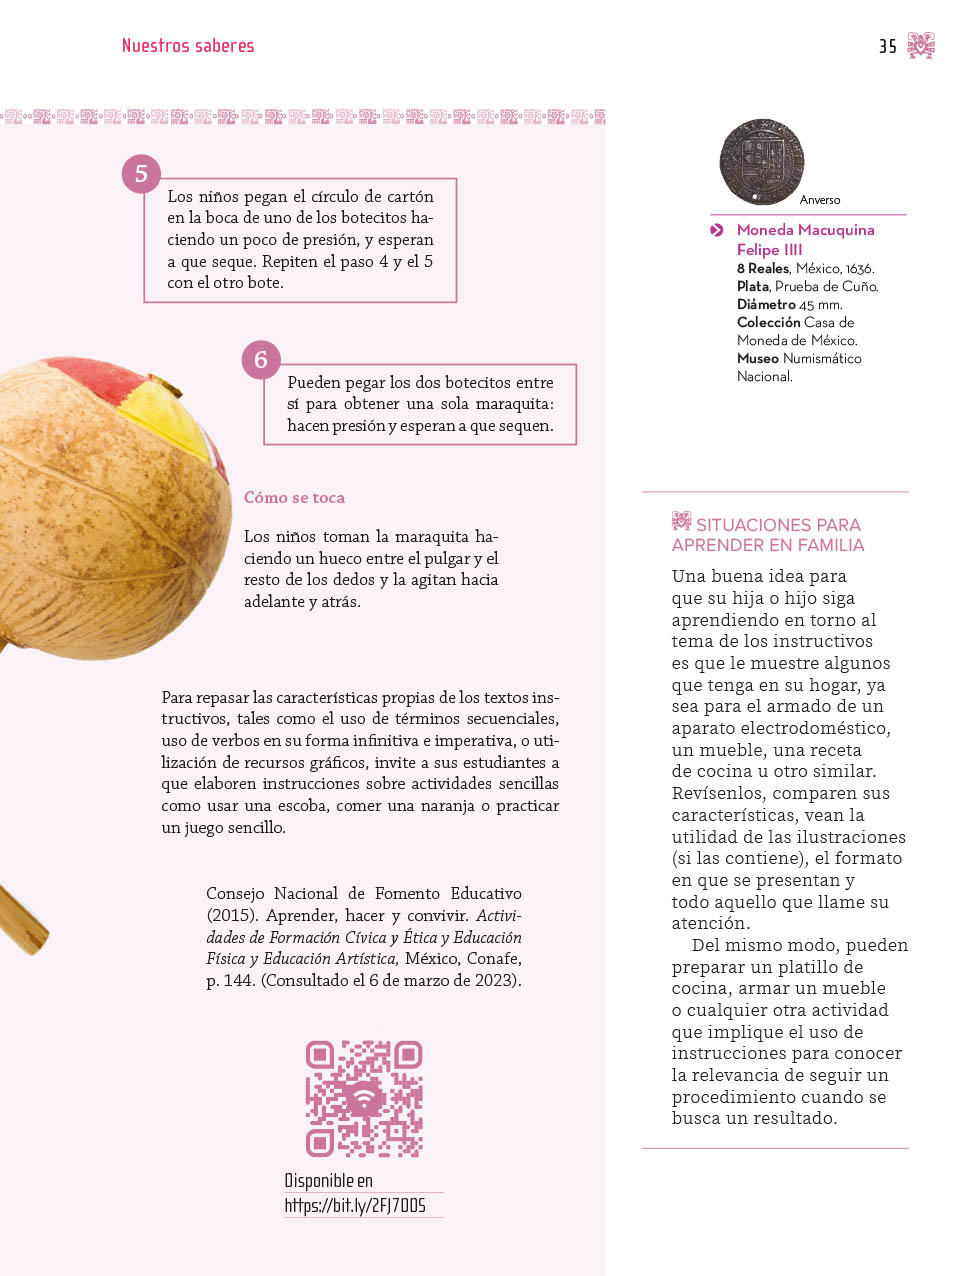 Nuestros saberes
35
5
Los niños pegan el círculo de cartón
en la boca de uno de los botecitos ha-
ciendo un poco de presión, y esperan
a que seque. Repiten el paso 4 y el 5
con el otro bote.
6
Pueden pegar los dos botecitos entre
sí para obtener una sola maraquita:
hacen presión y esperan a que sequen.
Cómo se toca
Los niños toman la maraquita ha-
ciendo un hueco entre el pulgar y el
resto de los dedos y la agitan hacia
adelante y atrás.
Para repasar las características propias de los textos ins-
tructivos, tales como el uso de términos secuenciales,
uso de verbos en su forma infinitiva e imperativa, o uti-
lización de recursos gráficos, invite a sus estudiantes a
que elaboren instrucciones sobre actividades sencillas
como usar una escoba, comer una naranja o practicar
un juego sencillo.
Consejo Nacional de Fomento Educativo
(2015). Aprender, hacer y convivir. Activi-
dades de Formación Cívica y Ética y Educación
Física y Educación Artística, México, Conafe,
p. 144. (Consultado el 6 de marzo de 2023).
Disponible en
https://bit.ly/2FJ7DDS
Anverso
Moneda Macuquina
Felipe IIII
8 Reales, México, 1636.
Plata, Prueba de Cuño.
Diámetro 45 mm.
Colección Casa de
Moneda de México.
Museo Numismático
Nacional.
SITUACIONES PARA
APRENDER EN FAMILIA
Una buena idea para
que su hija o hijo siga
aprendiendo en torno al
tema de los instructivos
es que le muestre algunos
que tenga en su hogar, ya
sea para el armado de un
aparato electrodoméstico,
un mueble, una receta
de cocina u otro similar.
Revísenlos, comparen sus
características, vean la
utilidad de las ilustraciones
(si las contiene), el formato
en que se presentan y
todo aquello que llame su
atención.
Del mismo modo, pueden
preparar un platillo de
cocina, armar un mueble
o cualquier otra actividad
que implique el uso de
instrucciones para conocer
la relevancia de seguir un
procedimiento cuando se
busca un resultado.